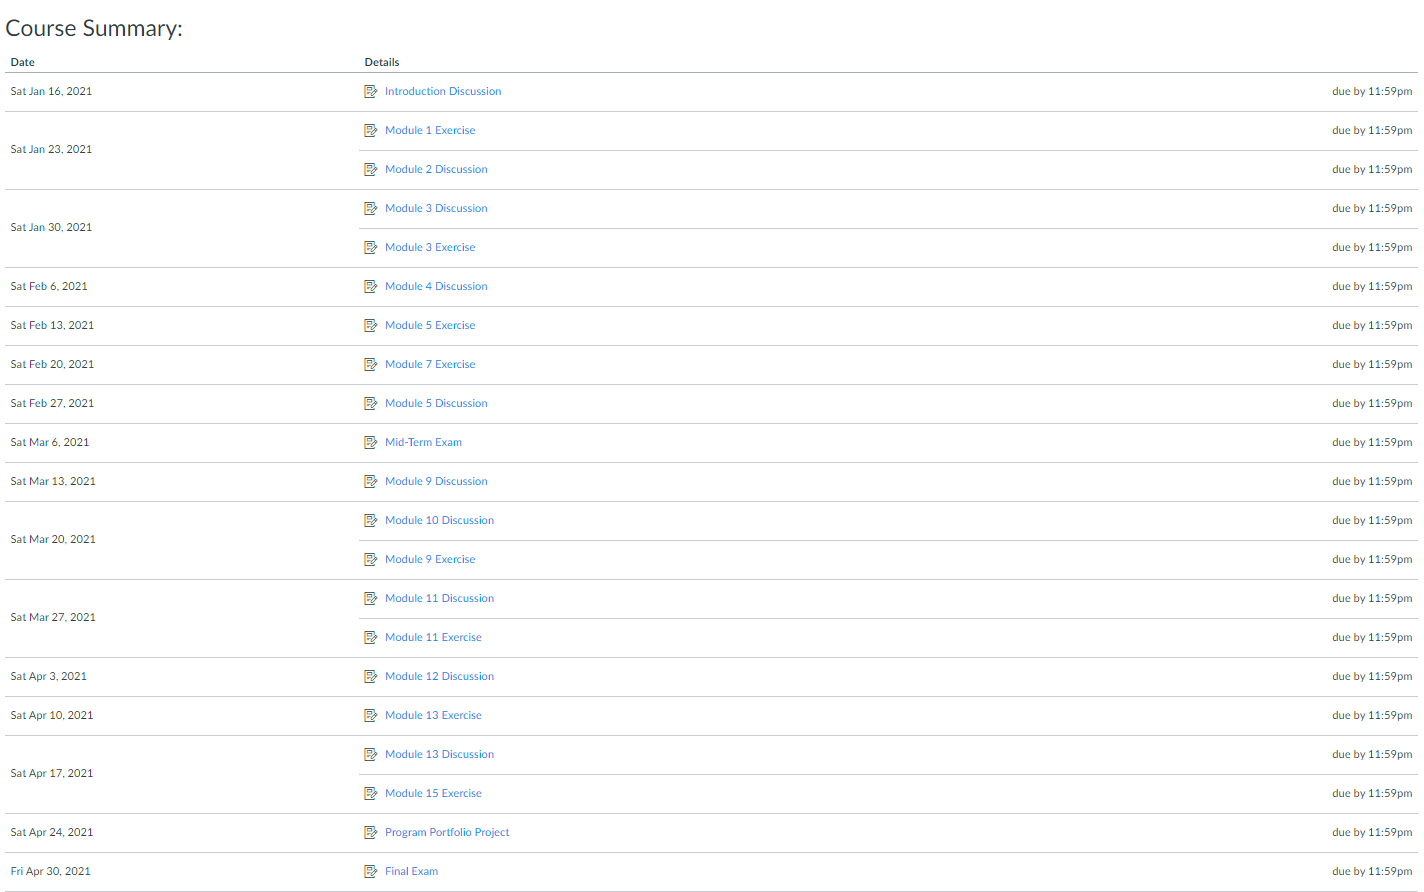 Course Summary:
Date Details
Sat Jan 16, 2021 Introduction Discussion due by 11:59pm
Sat Jan 23, 2021
Module 1 Exercise due by 11:59pm
Module 2 Discussion due by 11:59pm
Sat Jan 30, 2021
Module 3 Discussion due by 11:59pm
Module 3 Exercise due by 11:59pm
Sat Feb 6, 2021 Module 4 Discussion due by 11:59pm
Sat Feb 13, 2021 Module 5 Exercise due by 11:59pm
Sat Feb 20, 2021 Module 7 Exercise due by 11:59pm
Sat Feb 27, 2021 Module 5 Discussion due by 11:59pm
Sat Mar 6, 2021 Mid-Term Exam due by 11:59pm
Sat Mar 13, 2021 Module 9 Discussion due by 11:59pm
Sat Mar 20, 2021
Module 10 Discussion due by 11:59pm
Module 9 Exercise due by 11:59pm
Sat Mar 27, 2021
Module 11 Discussion due by 11:59pm
Module 11 Exercise due by 11:59pm
Sat Apr 3, 2021 Module 12 Discussion due by 11:59pm
Sat Apr 10, 2021 Module 13 Exercise due by 11:59pm
Sat Apr 17, 2021
Module 13 Discussion due by 11:59pm
Module 15 Exercise due by 11:59pm
Sat Apr 24, 2021 Program Portfolio Project due by 11:59pm
Fri Apr 30, 2021 Final Exam due by 11:59pm